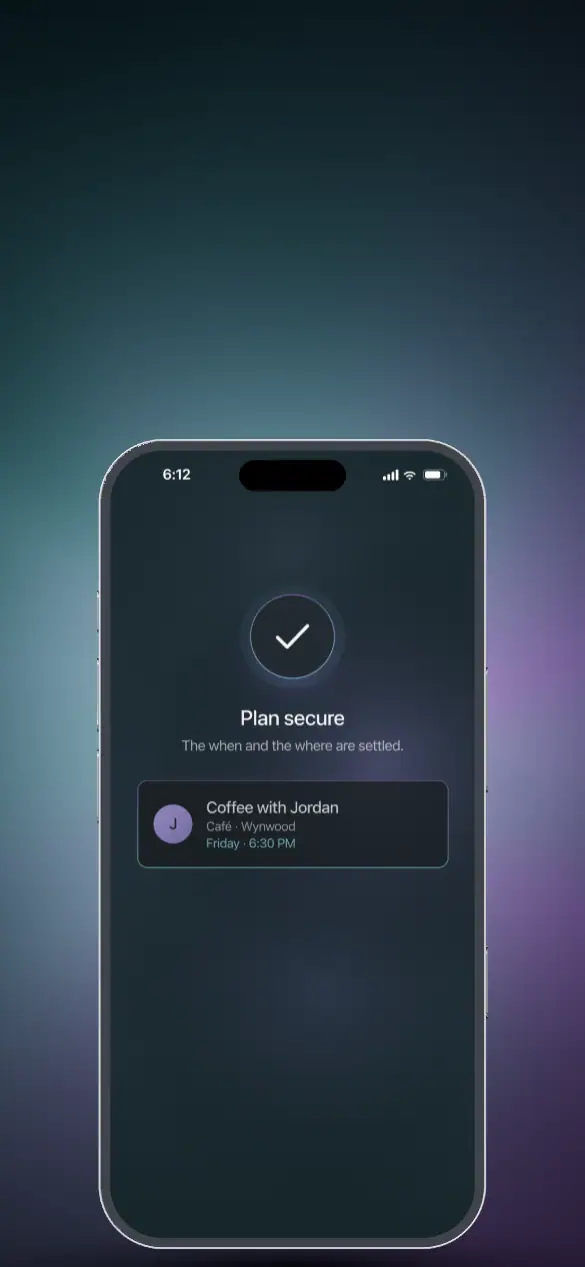 6:12
Plan secure
The when and the where are settled.
J
Coffee with Jordan
Café · Wynwood
Friday · 6:30 PM